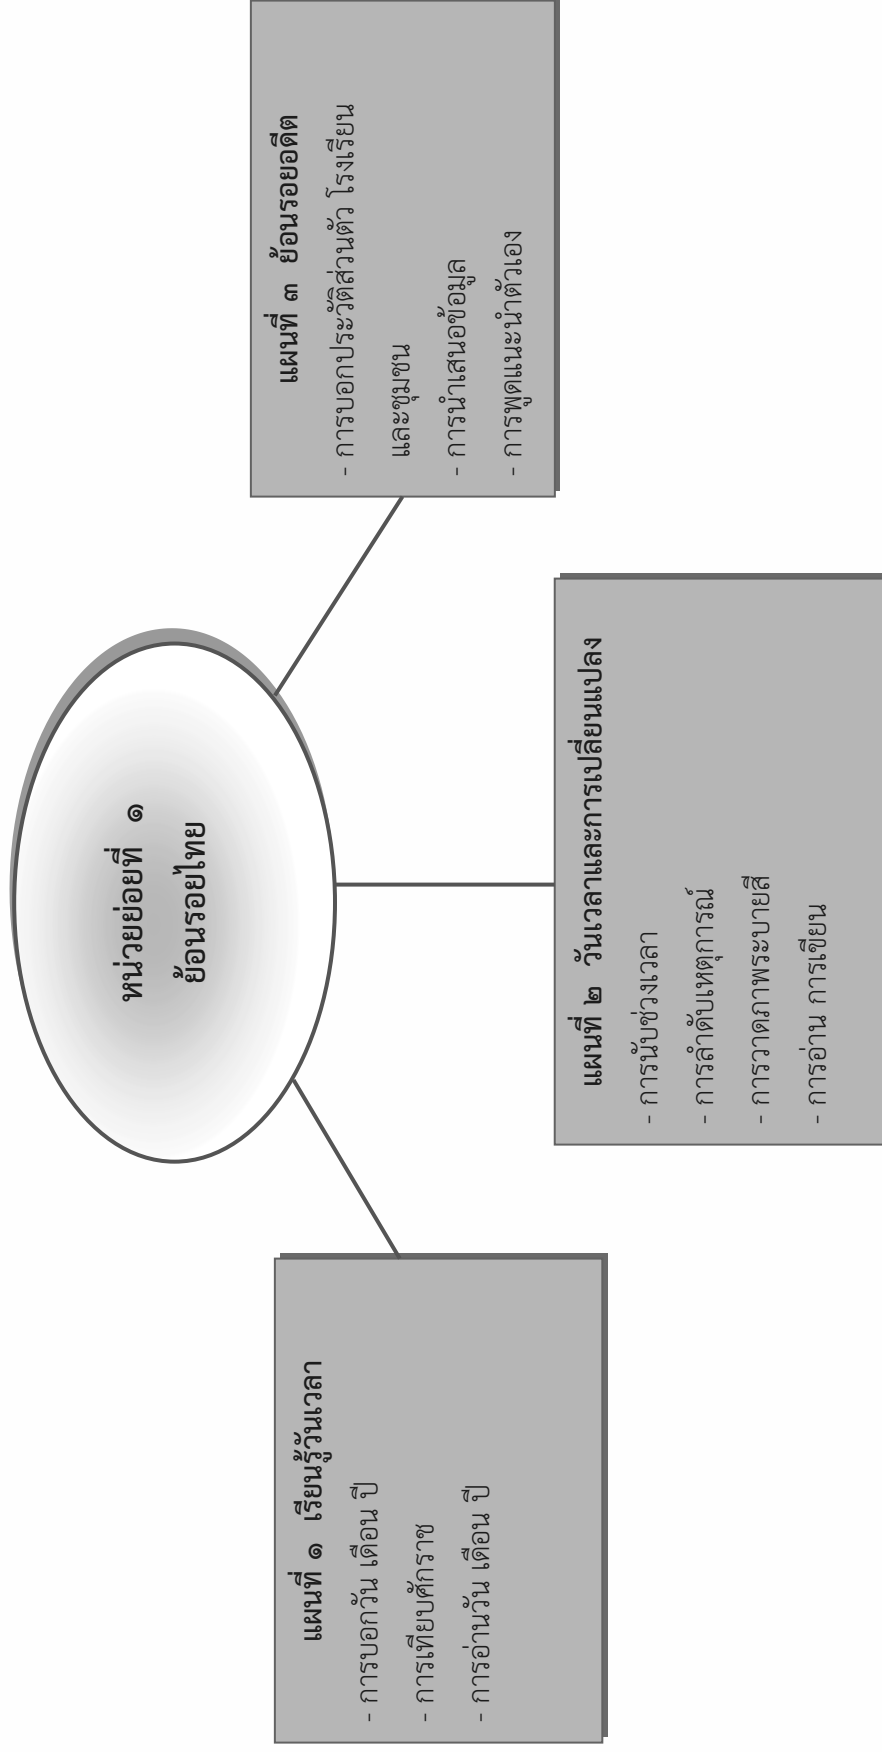 หน่วยย่อยที่ ๑
ย้อนรอยไทย
แผนที่ ๑ เรียนรู้วันเวลา
- การบอกวัน เดือน ปี
- การเทียบศักราช
- การอ่านวัน เดือน ปี
แผนที่ ๒ วันเวลาและการเปลี่ยนแปลง
- การนับช่วงเวลา
- การลำดับเหตุการณ์
- การวาดภาพระบายสี
- การอ่าน การเขียน
แผนที่ ๓ ย้อนรอยอดีต
- การบอกประวัติส่วนตัว โรงเรียน
และชุมชน
- การนำเสนอข้อมูล
- การพูดแนะนำตัวเอง